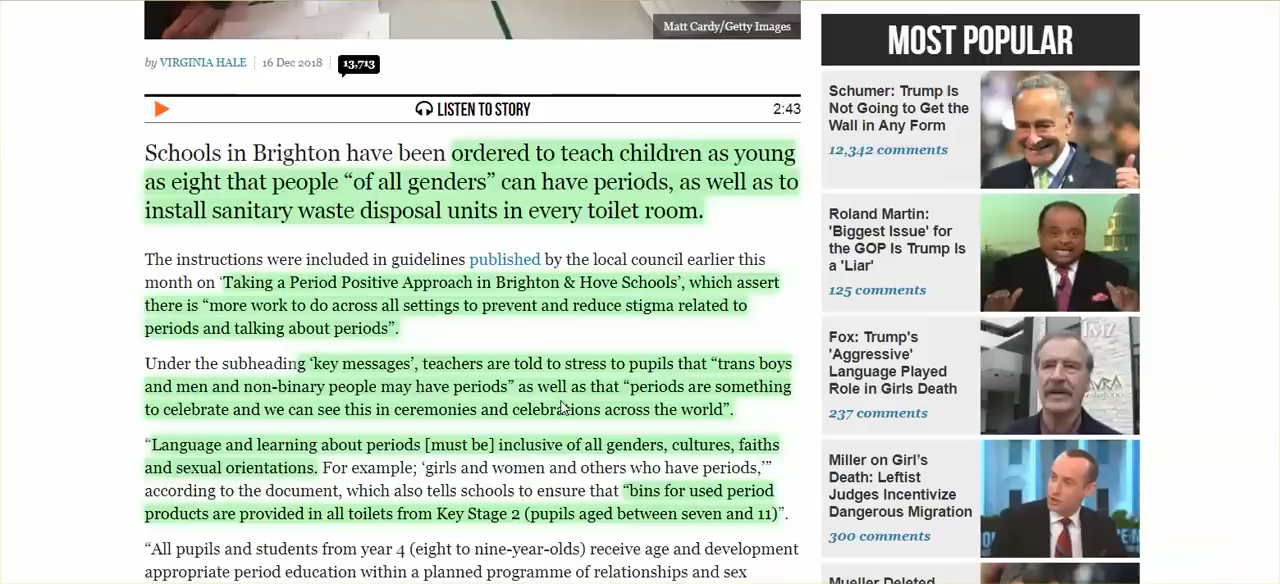 Matt Cardy/Getty Images
by VIRGINIA HALE | 16 Dec 2018 | 13,713
LISTEN TO STORY 2:43
Schools in Brighton have been ordered to teach children as young
as eight that people “of all genders” can have periods, as well as to
install sanitary waste disposal units in every toilet room.
The instructions were included in guidelines published by the local council earlier this
month on ‘Taking a Period Positive Approach in Brighton & Hove Schools’, which assert
there is “more work to do across all settings to prevent and reduce stigma related to
periods and talking about periods”.
Under the subheading ‘key messages’, teachers are told to stress to pupils that “trans boys
and men and non-binary people may have periods” as well as that “periods are something
to celebrate and we can see this in ceremonies and celebrations across the world”.
“Language and learning about periods [must be] inclusive of all genders, cultures, faiths
and sexual orientations. For example; ‘girls and women and others who have periods,’”
according to the document, which also tells schools to ensure that “bins for used period
products are provided in all toilets from Key Stage 2 (pupils aged between seven and 11)”.
“All pupils and students from year 4 (eight to nine-year-olds) receive age and development
appropriate period education within a planned programme of relationships and sex
MOST POPULAR
Schumer: Trump Is
Not Going to Get the
Wall in Any Form
12,342 comments
Roland Martin:
'Biggest Issue' for
the GOP Is Trump Is
a 'Liar'
125 comments
Fox: Trump's
'Aggressive'
Language Played
Role in Girls Death
237 comments
Miller on Girl's
Death: Leftist
Judges Incentivize
Dangerous Migration
300 comments
Mueller Deleted